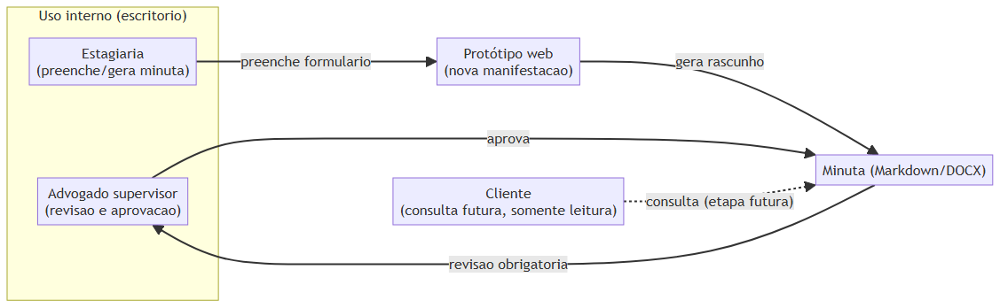 Uso interno (escritorio)
Estagiaria
(preenche/gera minuta)
preenche formulario
Protótipo web
(nova manifestacao)
gera rascunho
aprova
Minuta (Markdown/DOCX)
Advogado supervisor
(revisao e aprovacao)
Cliente
(consulta futura, somente leitura)
consulta (etapa futura)
revisao obrigatoria